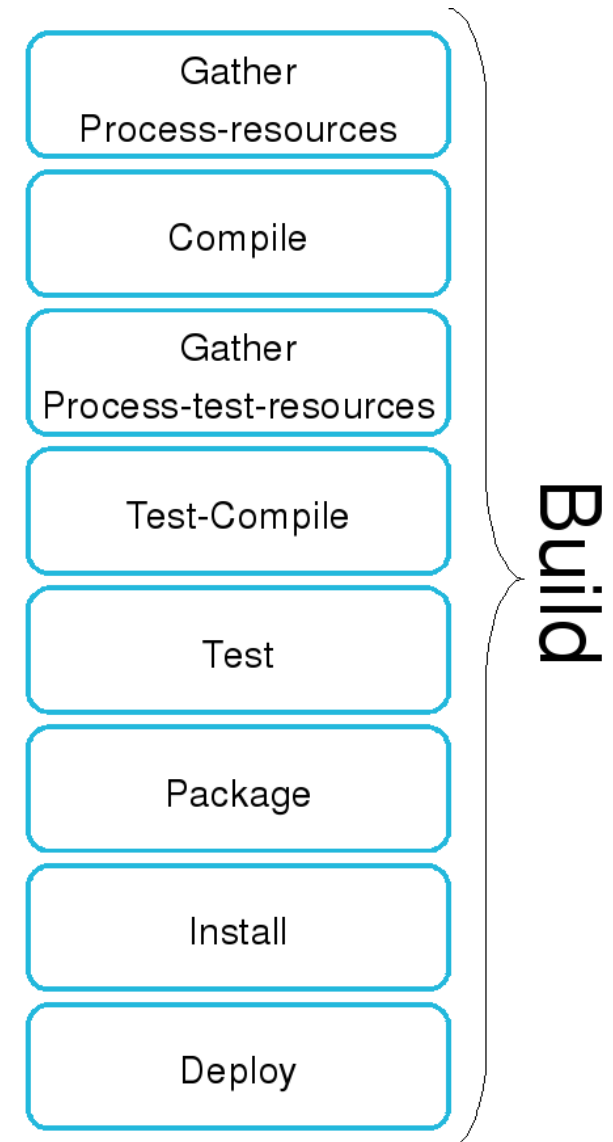 Gather
Process-resources
Compile
Gather
Process-test-resources
Test-Compile
Test
Package
Install
Deploy
Build